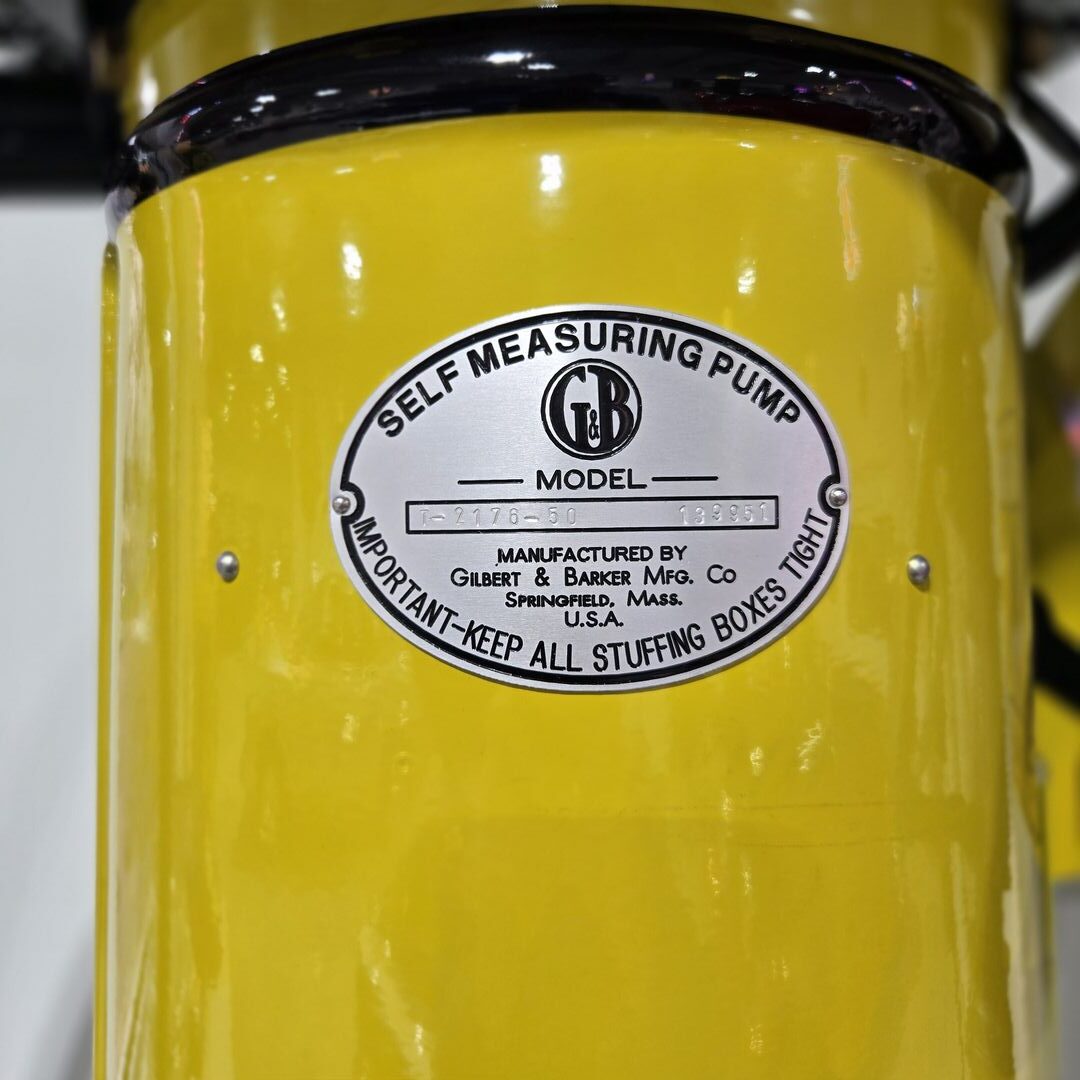 SELF MEASURING PUMP
G&B
MODEL
T-2176-50 139951
MANUFACTURED BY
GILBERT & BARKER MFG. CO
SPRINGFIELD, MASS.
U.S.A.
IMPORTANT-KEEP ALL STUFFING BOXES TIGHT